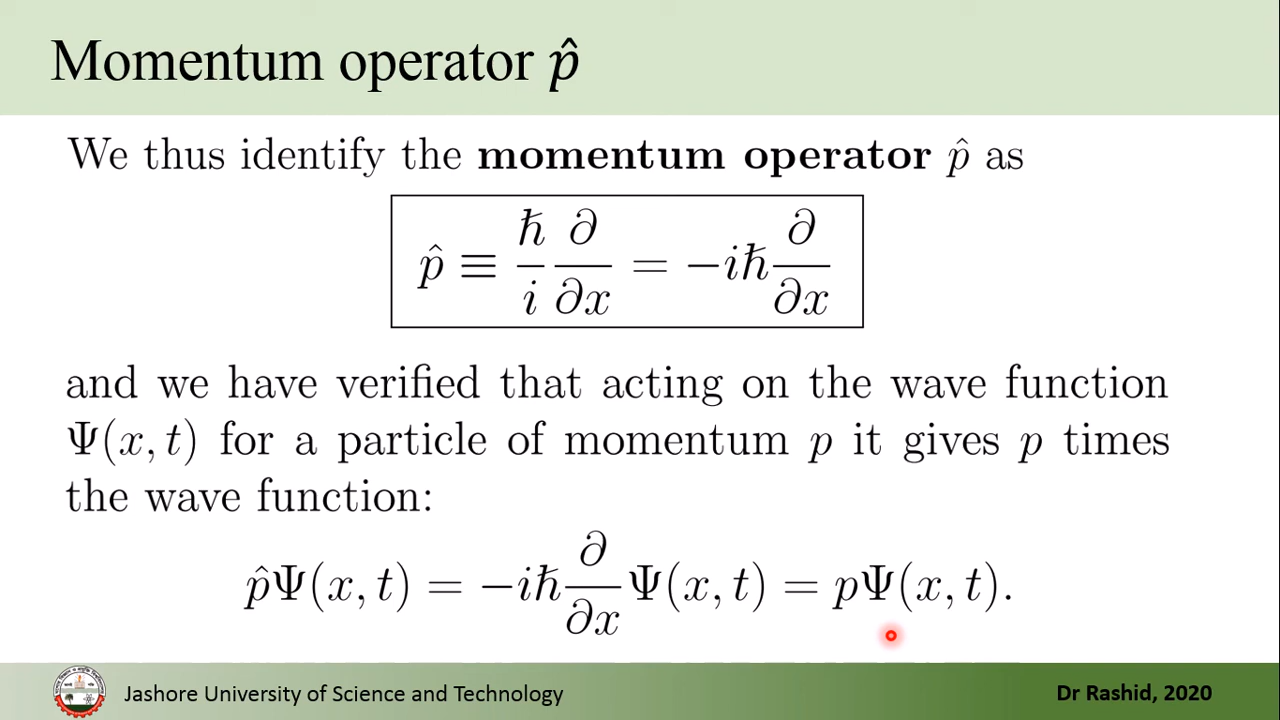 Momentum operator p̂
We thus identify the momentum operator p̂ as
p̂ ≡ ħ/i ∂/∂x = −iħ ∂/∂x
and we have verified that acting on the wave function
Ψ(x, t) for a particle of momentum p it gives p times
the wave function:
p̂Ψ(x, t) = −iħ ∂/∂x Ψ(x, t) = pΨ(x, t).
Jashore University of Science and Technology
Dr Rashid, 2020